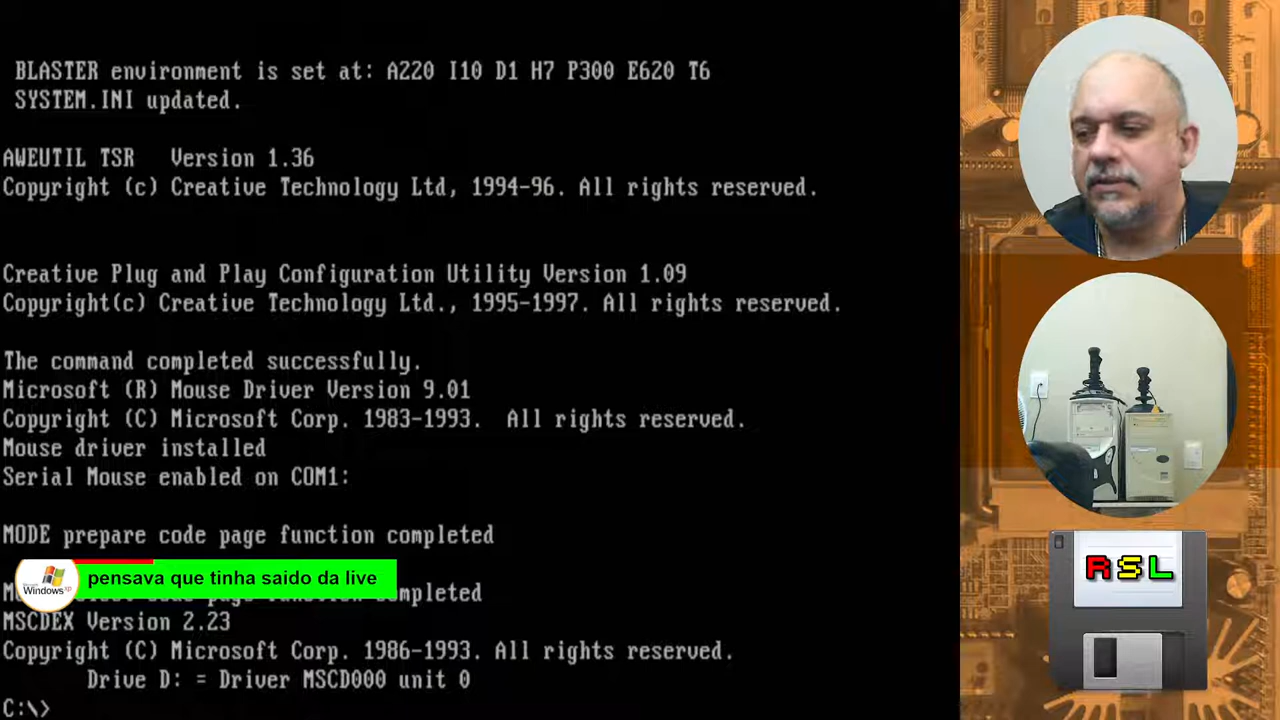 BLASTER environment is set at: A220 I10 D1 H7 P300 E620 T6
SYSTEM.INI updated.
AWEUTIL TSR   Version 1.36
Copyright (c) Creative Technology Ltd, 1994-96. All rights reserved.
Creative Plug and Play Configuration Utility Version 1.09
Copyright(c) Creative Technology Ltd., 1995-1997. All rights reserved.
The command completed successfully.
Microsoft (R) Mouse Driver Version 9.01
Copyright (C) Microsoft Corp. 1983-1993.  All rights reserved.
Mouse driver installed
Serial Mouse enabled on COM1:
MODE prepare code page function completed
Microsoft Windows xp
pensava que tinha saido da live
MSCDEX Version 2.23
Copyright (C) Microsoft Corp. 1986-1993. All rights reserved.
Drive D: = Driver MSCD000 unit 0
C:\>
RSL